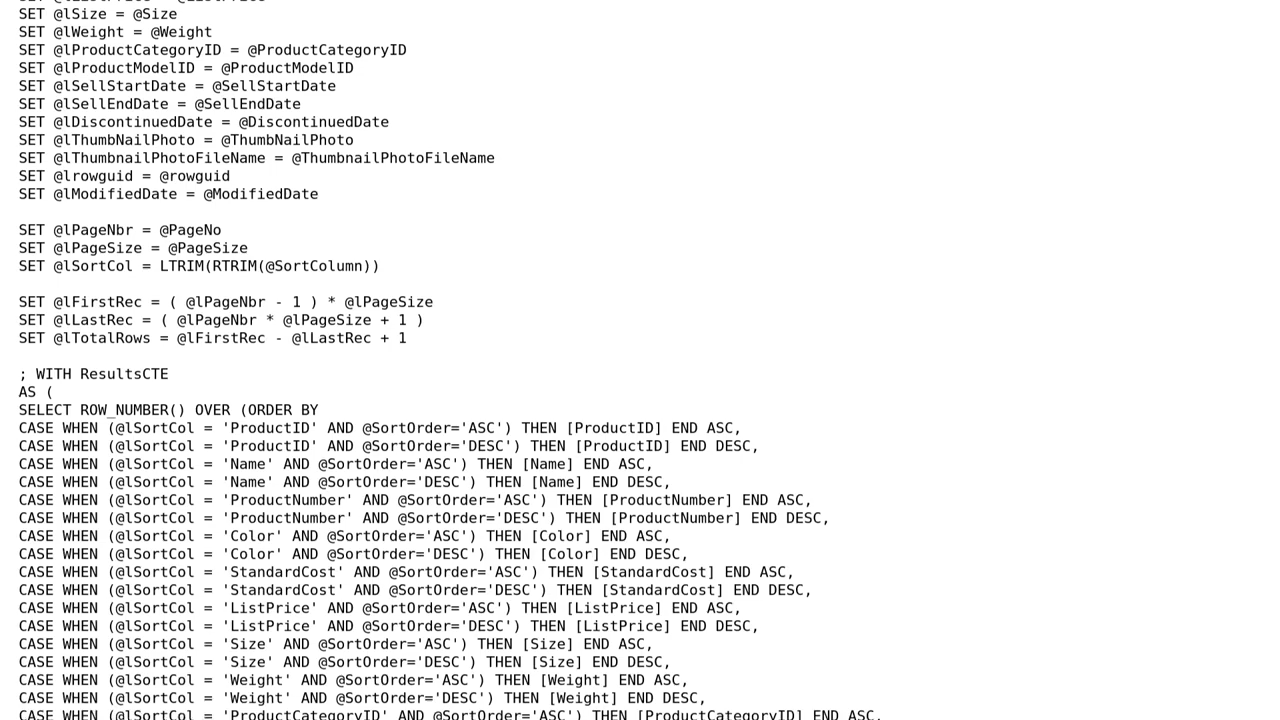 SET @lSize = @Size
SET @lWeight = @Weight
SET @lProductCategoryID = @ProductCategoryID
SET @lProductModelID = @ProductModelID
SET @lSellStartDate = @SellStartDate
SET @lSellEndDate = @SellEndDate
SET @lDiscontinuedDate = @DiscontinuedDate
SET @lThumbNailPhoto = @ThumbNailPhoto
SET @lThumbnailPhotoFileName = @ThumbnailPhotoFileName
SET @lrowguid = @rowguid
SET @lModifiedDate = @ModifiedDate
SET @lPageNbr = @PageNo
SET @lPageSize = @PageSize
SET @lSortCol = LTRIM(RTRIM(@SortColumn))
SET @lFirstRec = ( @lPageNbr - 1 ) * @lPageSize
SET @lLastRec = ( @lPageNbr * @lPageSize + 1 )
SET @lTotalRows = @lFirstRec - @lLastRec + 1
; WITH ResultsCTE
AS (
SELECT ROW_NUMBER() OVER (ORDER BY
CASE WHEN (@lSortCol = 'ProductID' AND @SortOrder='ASC') THEN [ProductID] END ASC,
CASE WHEN (@lSortCol = 'ProductID' AND @SortOrder='DESC') THEN [ProductID] END DESC,
CASE WHEN (@lSortCol = 'Name' AND @SortOrder='ASC') THEN [Name] END ASC,
CASE WHEN (@lSortCol = 'Name' AND @SortOrder='DESC') THEN [Name] END DESC,
CASE WHEN (@lSortCol = 'ProductNumber' AND @SortOrder='ASC') THEN [ProductNumber] END ASC,
CASE WHEN (@lSortCol = 'ProductNumber' AND @SortOrder='DESC') THEN [ProductNumber] END DESC,
CASE WHEN (@lSortCol = 'Color' AND @SortOrder='ASC') THEN [Color] END ASC,
CASE WHEN (@lSortCol = 'Color' AND @SortOrder='DESC') THEN [Color] END DESC,
CASE WHEN (@lSortCol = 'StandardCost' AND @SortOrder='ASC') THEN [StandardCost] END ASC,
CASE WHEN (@lSortCol = 'StandardCost' AND @SortOrder='DESC') THEN [StandardCost] END DESC,
CASE WHEN (@lSortCol = 'ListPrice' AND @SortOrder='ASC') THEN [ListPrice] END ASC,
CASE WHEN (@lSortCol = 'ListPrice' AND @SortOrder='DESC') THEN [ListPrice] END DESC,
CASE WHEN (@lSortCol = 'Size' AND @SortOrder='ASC') THEN [Size] END ASC,
CASE WHEN (@lSortCol = 'Size' AND @SortOrder='DESC') THEN [Size] END DESC,
CASE WHEN (@lSortCol = 'Weight' AND @SortOrder='ASC') THEN [Weight] END ASC,
CASE WHEN (@lSortCol = 'Weight' AND @SortOrder='DESC') THEN [Weight] END DESC,
CASE WHEN (@lSortCol = 'ProductCategoryID' AND @SortOrder='ASC') THEN [ProductCategoryID] END ASC,